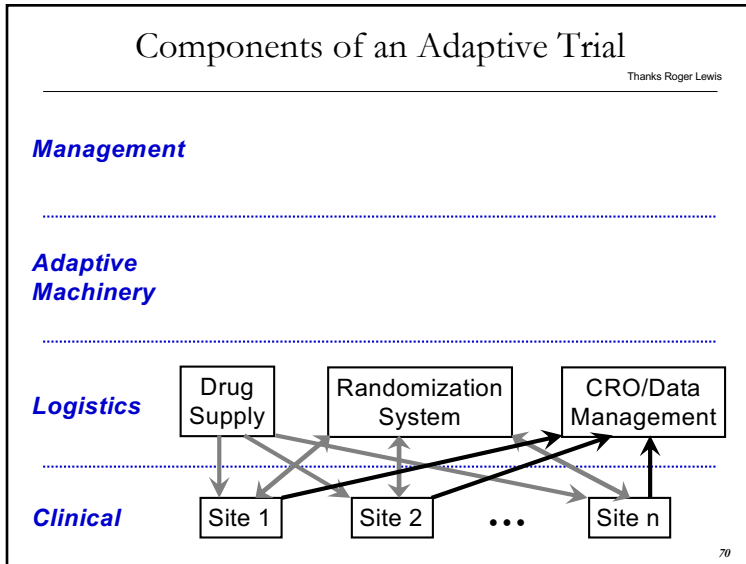 Components of an Adaptive Trial
Thanks Roger Lewis
Management
Adaptive
Machinery
Logistics
Drug
Supply
Randomization
System
CRO/Data
Management
Clinical
Site 1
Site 2
...
Site n
70